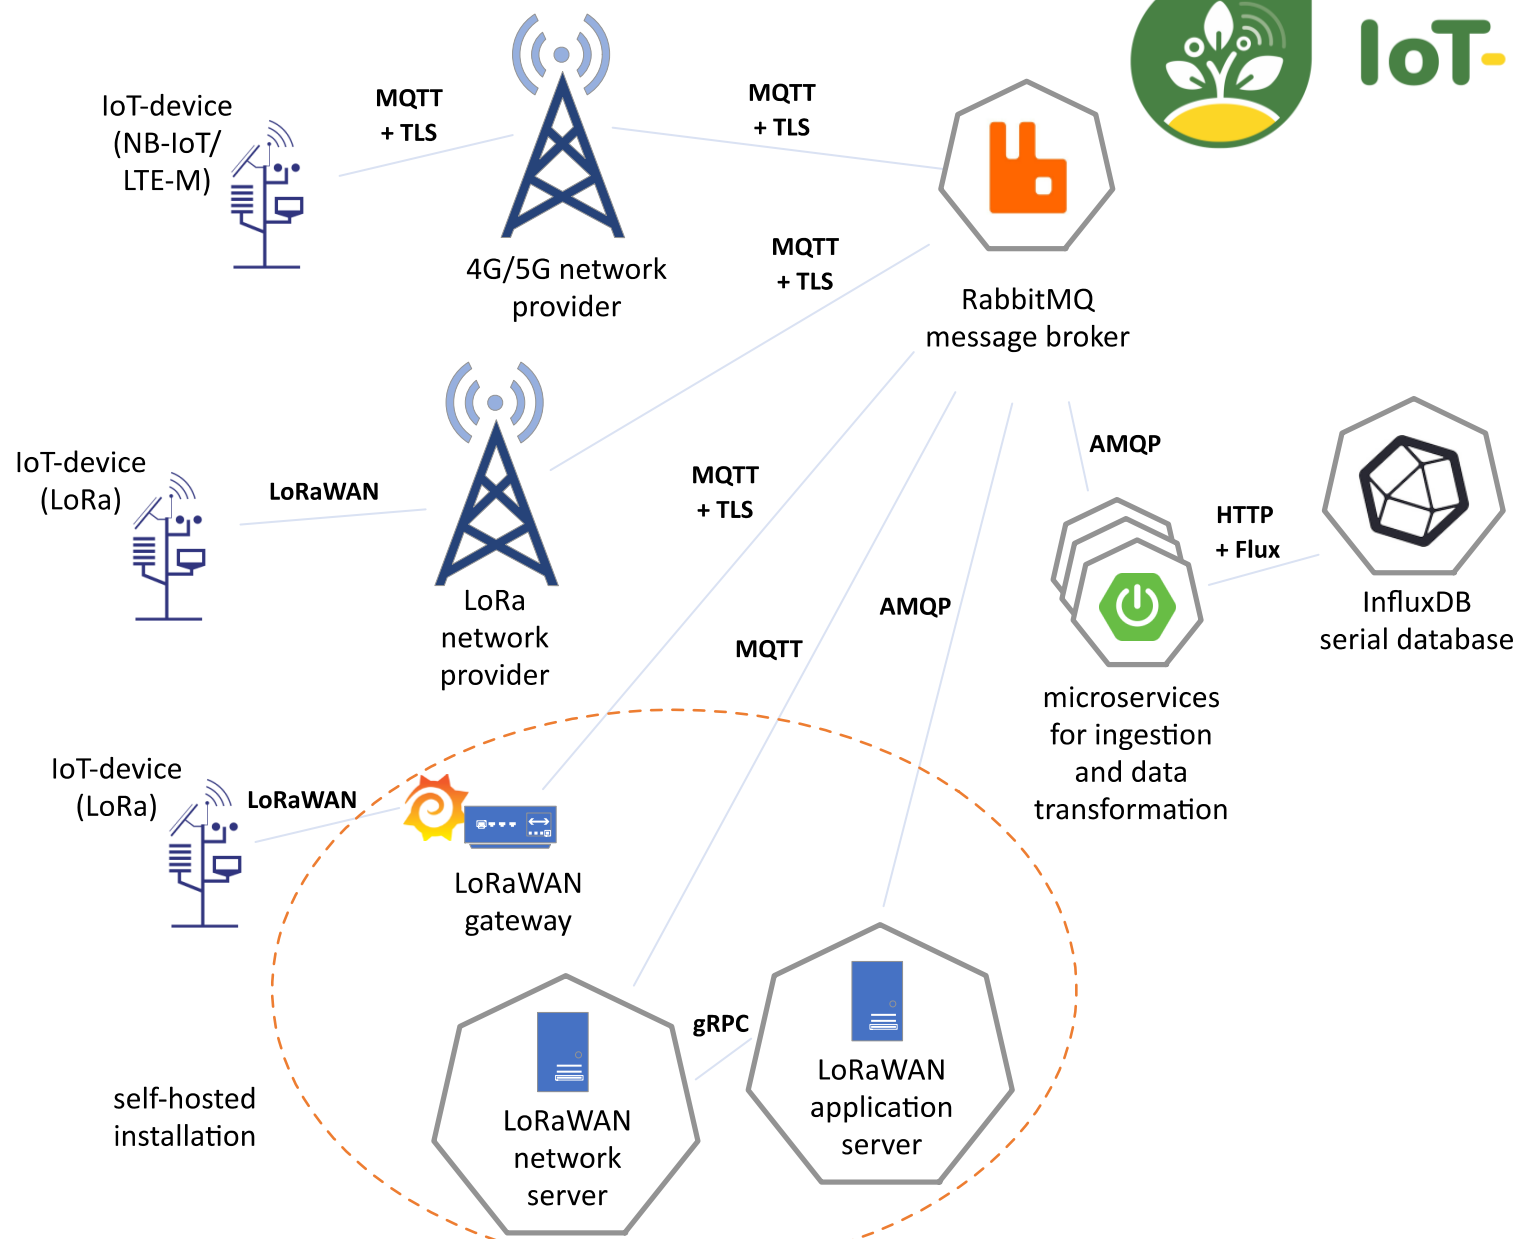 IoT-
IoT-device
(NB-IoT/
LTE-M)
MQTT
+ TLS
MQTT
+ TLS
4G/5G network
provider
MQTT
+ TLS
RabbitMQ
message broker
IoT-device
(LoRa)
LoRaWAN
LoRa
network
provider
MQTT
+ TLS
AMQP
HTTP
+ Flux
InfluxDB
serial database
AMQP
MQTT
microservices
for ingestion
and data
transformation
IoT-device
(LoRa)
LoRaWAN
LoRaWAN
gateway
gRPC
LoRaWAN
application
server
LoRaWAN
network
server
self-hosted
installation